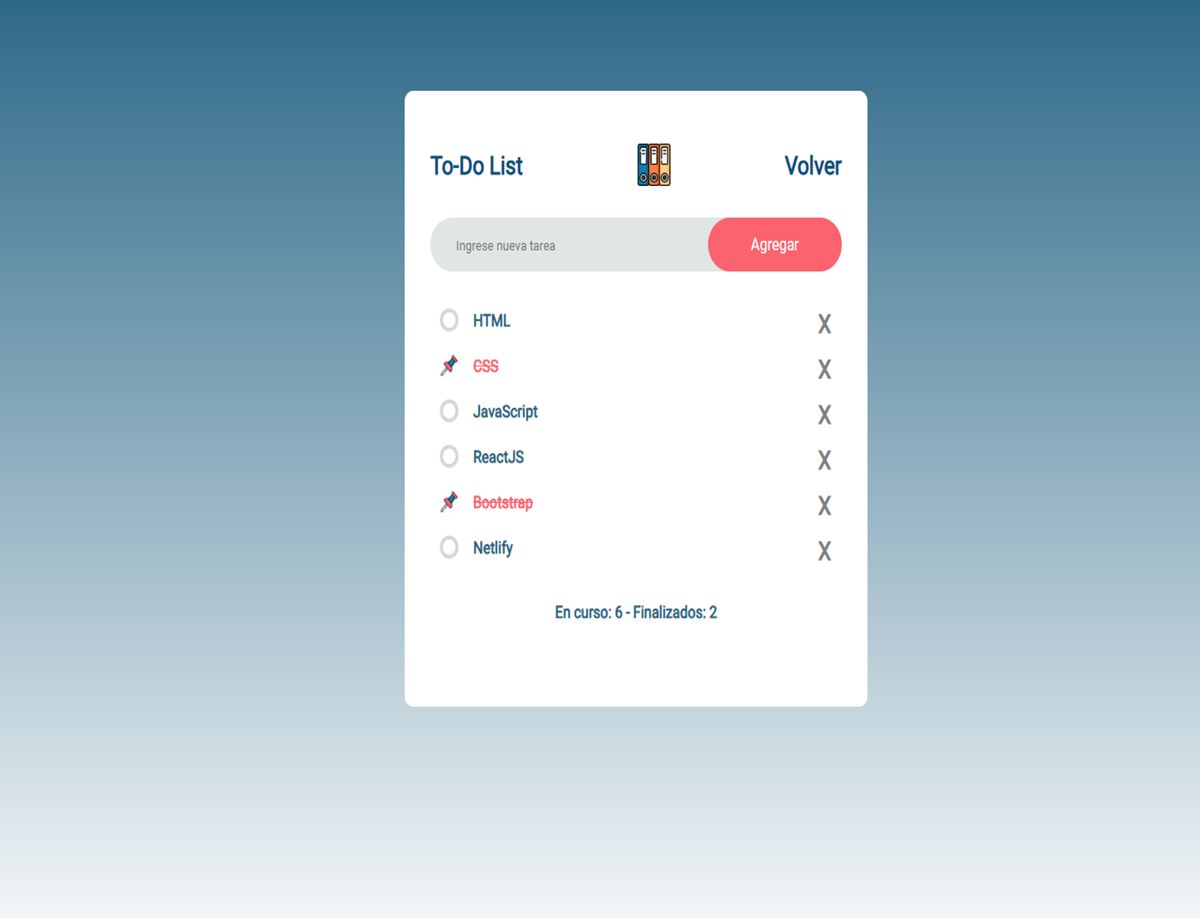 To-Do List
Volver
Ingrese nueva tarea
Agregar
HTML X
CSS X
JavaScript X
ReactJS X
Bootstrap X
Netlify X
En curso: 6 - Finalizados: 2